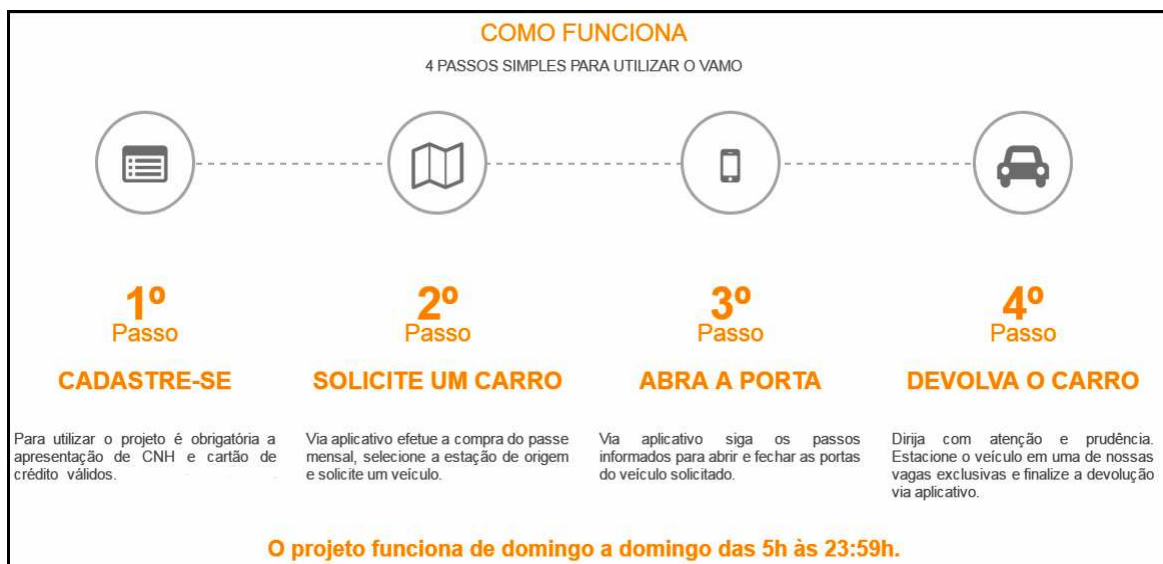 COMO FUNCIONA
4 PASSOS SIMPLES PARA UTILIZAR O VAMO
1º
Passo
CADASTRE-SE
Para utilizar o projeto é obrigatória a
apresentação de CNH e cartão de
crédito válidos.
2º
Passo
SOLICITE UM CARRO
Via aplicativo efetue a compra do passe
mensal, selecione a estação de origem
e solicite um veículo.
3º
Passo
ABRA A PORTA
Via aplicativo siga os passos
informados para abrir e fechar as portas
do veículo solicitado.
4º
Passo
DEVOLVA O CARRO
Dirija com atenção e prudência.
Estacione o veículo em uma de nossas
vagas exclusivas e finalize a devolução
via aplicativo.
O projeto funciona de domingo a domingo das 5h às 23:59h.